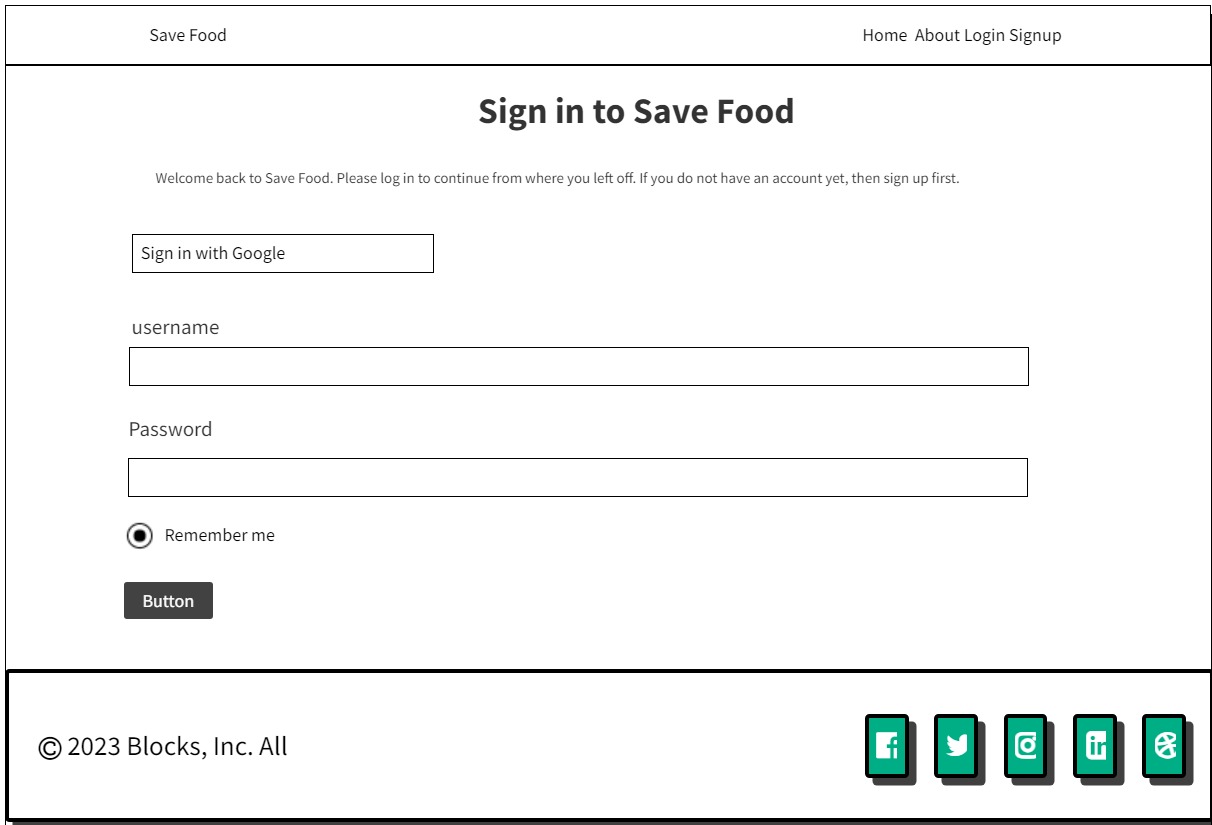 Save Food
Home About Login Signup
Sign in to Save Food
Welcome back to Save Food. Please log in to continue from where you left off. If you do not have an account yet, then sign up first.
Sign in with Google
username
Password
Remember me
Button
© 2023 Blocks, Inc. All